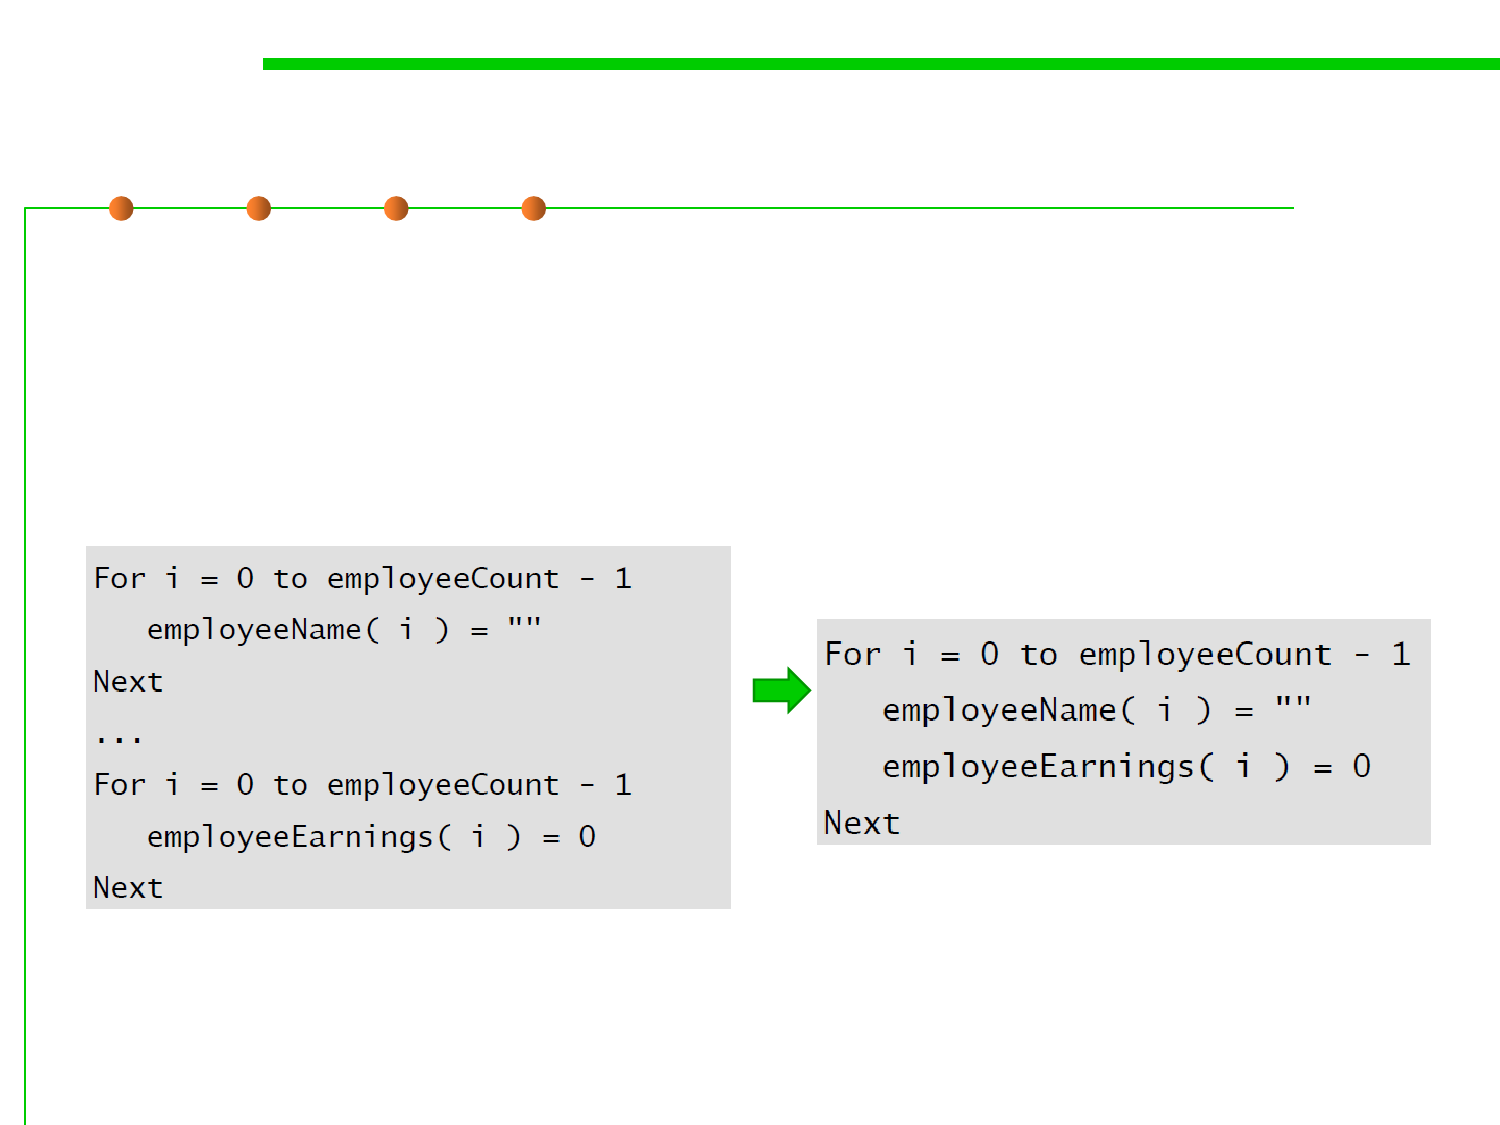 For i = 0 to employeeCount - 1
employeeName( i ) = ""
Next
...
For i = 0 to employeeCount - 1
employeeEarnings( i ) = 0
Next
For i = 0 to employeeCount - 1
employeeName( i ) = ""
employeeEarnings( i ) = 0
Next